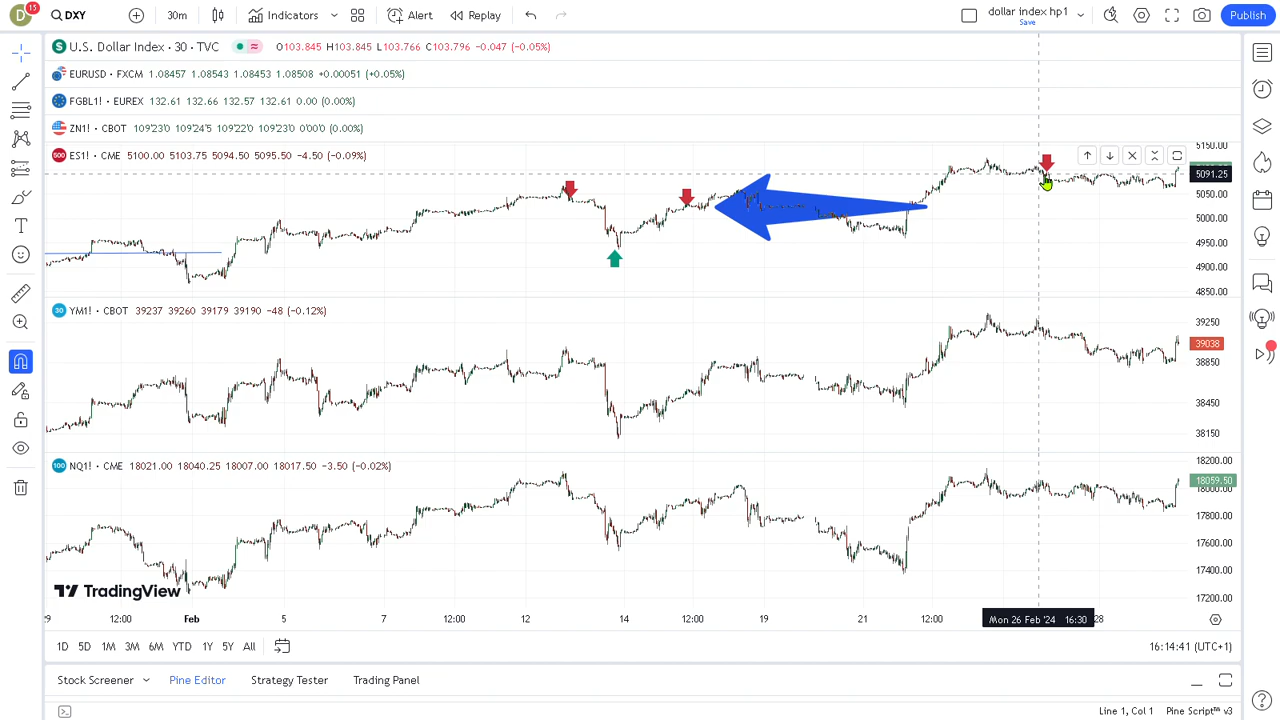 D 15 DXY 30m Indicators Alert Replay dollar index hp1 Save Publish
U.S. Dollar Index · 30 · TVC O103.845 H103.845 L103.766 C103.796 −0.047 (−0.05%)
EURUSD · FXCM 1.08457 1.08543 1.08453 1.08508 +0.00051 (+0.05%)
FGBL1! · EUREX 132.61 132.66 132.57 132.61 0.00 (0.00%)
ZN1! · CBOT 109'23'0 109'24'5 109'22'0 109'23'0 0'00'0 (0.00%)
500 ES1! · CME 5100.00 5103.75 5094.50 5095.50 −4.50 (−0.09%)
5150.00
5091.25
5050.00
5000.00
4950.00
4900.00
4850.00
30 YM1! · CBOT 39237 39260 39179 39190 −48 (−0.12%)
39250
39038
38850
38450
38150
100 NQ1! · CME 18021.00 18040.25 18007.00 18017.50 −3.50 (−0.02%)
18200.00
18059.50
18000.00
17800.00
17600.00
17400.00
17200.00
TradingView
29 12:00 Feb 5 7 12:00 12 14 12:00 19 21 12:00 Mon 26 Feb '24 16:30 28
1D 5D 1M 3M 6M YTD 1Y 5Y All 16:14:41 (UTC+1)
Stock Screener Pine Editor Strategy Tester Trading Panel
Line 1, Col 1 Pine Script™ v3